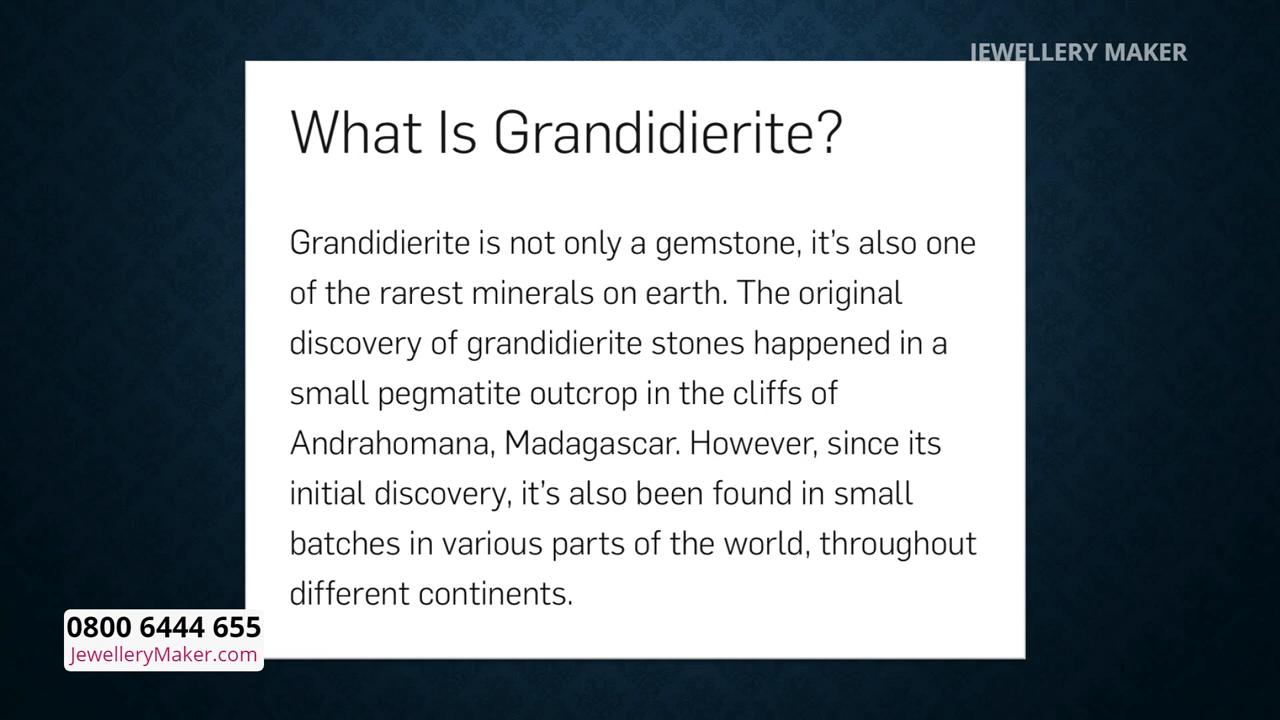 JEWELLERY MAKER
What Is Grandidierite?
Grandidierite is not only a gemstone, it's also one
of the rarest minerals on earth. The original
discovery of grandidierite stones happened in a
small pegmatite outcrop in the cliffs of
Andrahomana, Madagascar. However, since its
initial discovery, it's also been found in small
batches in various parts of the world, throughout
different continents.
0800 6444 655
JewelleryMaker.com